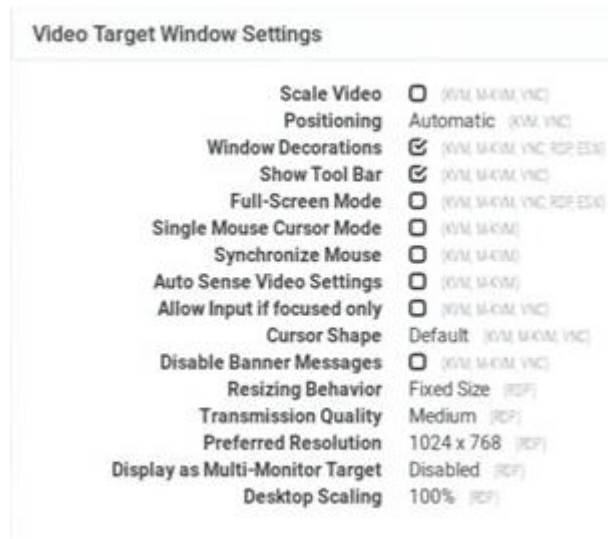 Video Target Window Settings
Scale Video [KVM, M-KVM, VNC]
Positioning Automatic [KVM, VNC]
Window Decorations [KVM, M-KVM, VNC, RDP, ESXi]
Show Tool Bar [KVM, M-KVM, VNC]
Full-Screen Mode [KVM, M-KVM, VNC, RDP, ESXi]
Single Mouse Cursor Mode [KVM, M-KVM]
Synchronize Mouse [KVM, M-KVM]
Auto Sense Video Settings [KVM, M-KVM]
Allow Input if focused only [KVM, M-KVM, VNC]
Cursor Shape Default [KVM, M-KVM, VNC]
Disable Banner Messages [KVM, M-KVM, VNC]
Resizing Behavior Fixed Size [RDP]
Transmission Quality Medium [RDP]
Preferred Resolution 1024 x 768 [RDP]
Display as Multi-Monitor Target Disabled [RDP]
Desktop Scaling 100% [RDP]